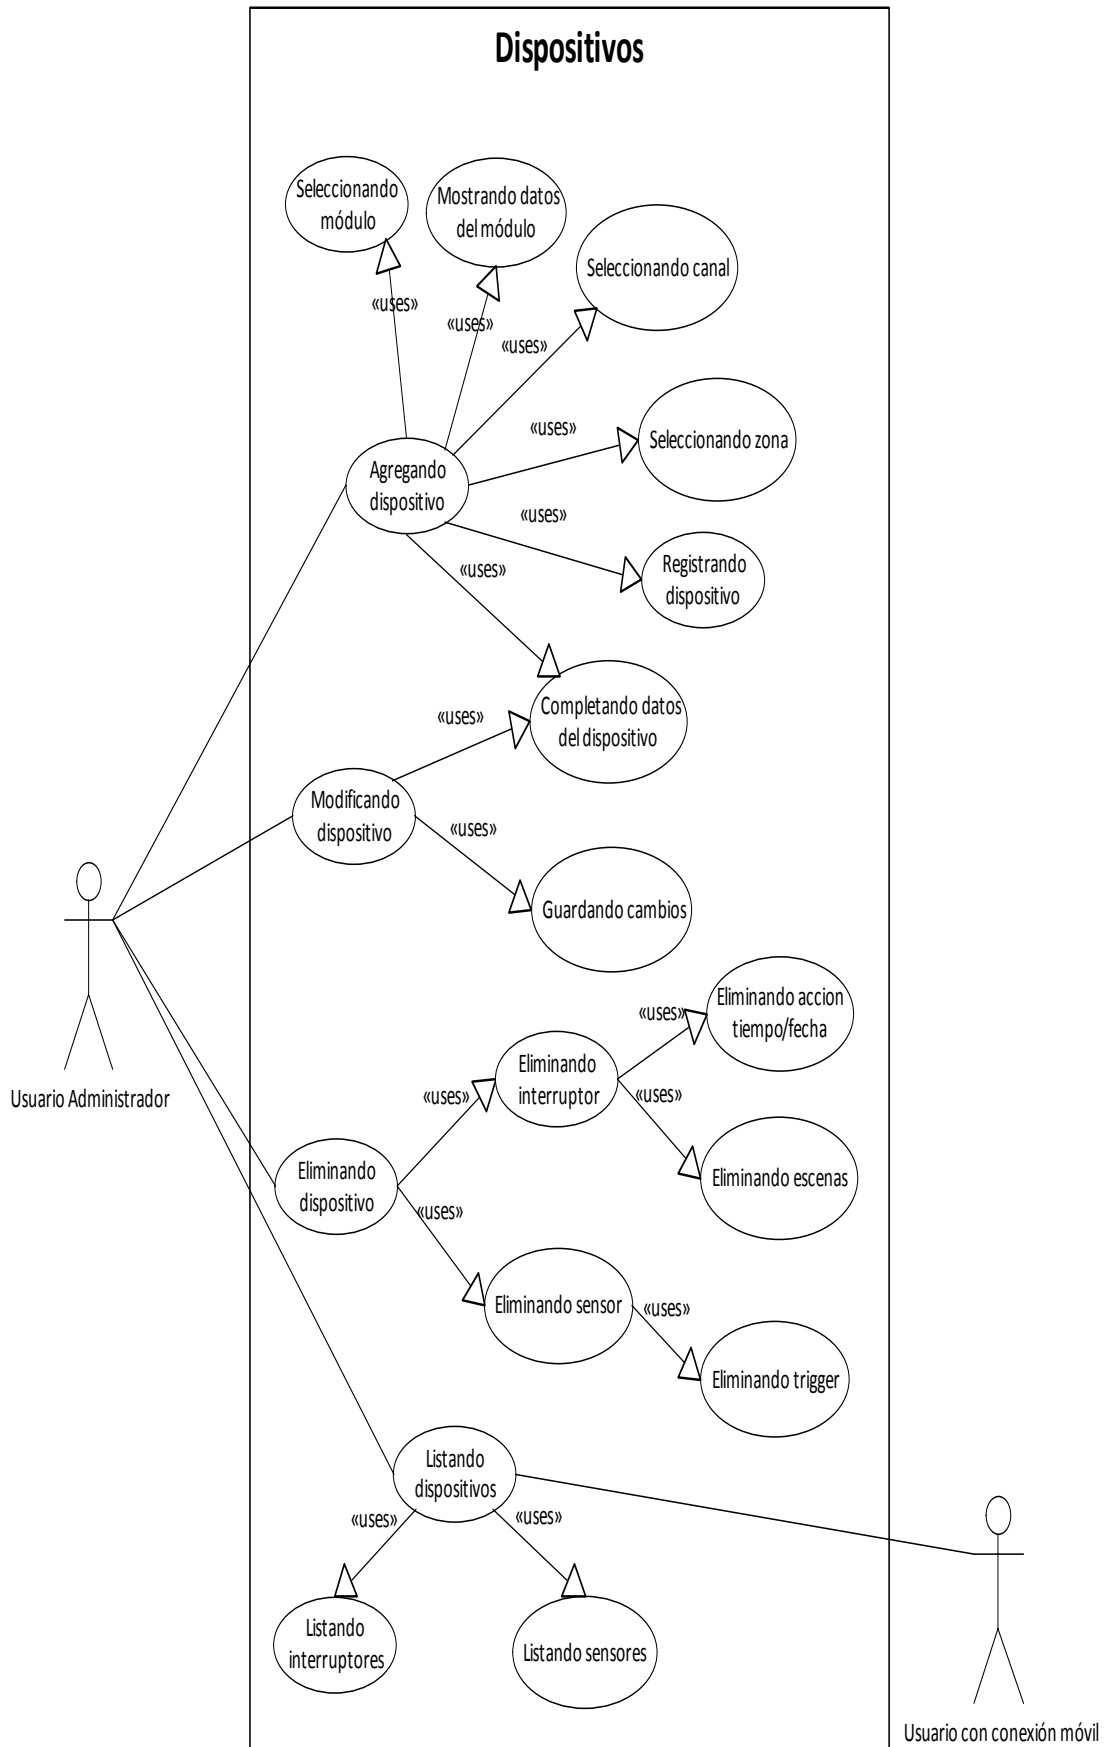 Dispositivos
Seleccionando
módulo
Mostrando datos
del módulo
Seleccionando canal
«uses»
«uses»
«uses»
«uses»
Seleccionando zona
Agregando
dispositivo
«uses»
Registrando
dispositivo
«uses»
Completando datos
del dispositivo
«uses»
Modificando
dispositivo
«uses»
Guardando cambios
Eliminando accion
tiempo/fecha
«uses»
Eliminando
interruptor
«uses»
«uses»
Usuario Administrador
Eliminando
dispositivo
Eliminando escenas
«uses»
Eliminando sensor
«uses»
Eliminando trigger
Listando
dispositivos
«uses»
«uses»
Listando
interruptores
Listando sensores
Usuario con conexión móvil